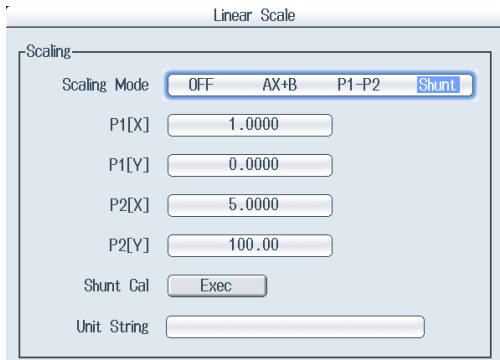 Linear Scale
Scaling
Scaling Mode OFF AX+B P1-P2 Shunt
P1[X] 1.0000
P1[Y] 0.0000
P2[X] 5.0000
P2[Y] 100.00
Shunt Cal Exec
Unit String